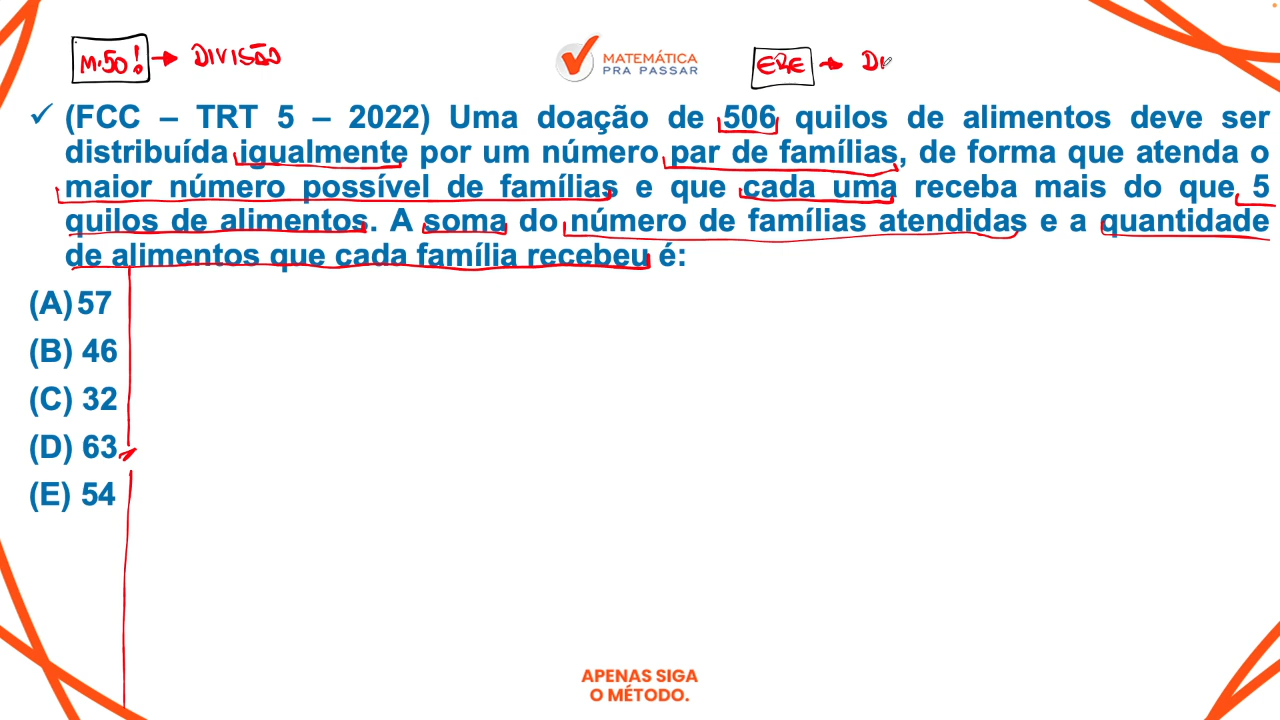 M.50! → DIVISÃO
MATEMÁTICA
PRA PASSAR
ERE → DI
✓ (FCC – TRT 5 – 2022) Uma doação de 506 quilos de alimentos deve ser
distribuída igualmente por um número par de famílias, de forma que atenda o
maior número possível de famílias e que cada uma receba mais do que 5
quilos de alimentos. A soma do número de famílias atendidas e a quantidade
de alimentos que cada família recebeu é:
(A) 57
(B) 46
(C) 32
(D) 63
(E) 54
APENAS SIGA
O MÉTODO.